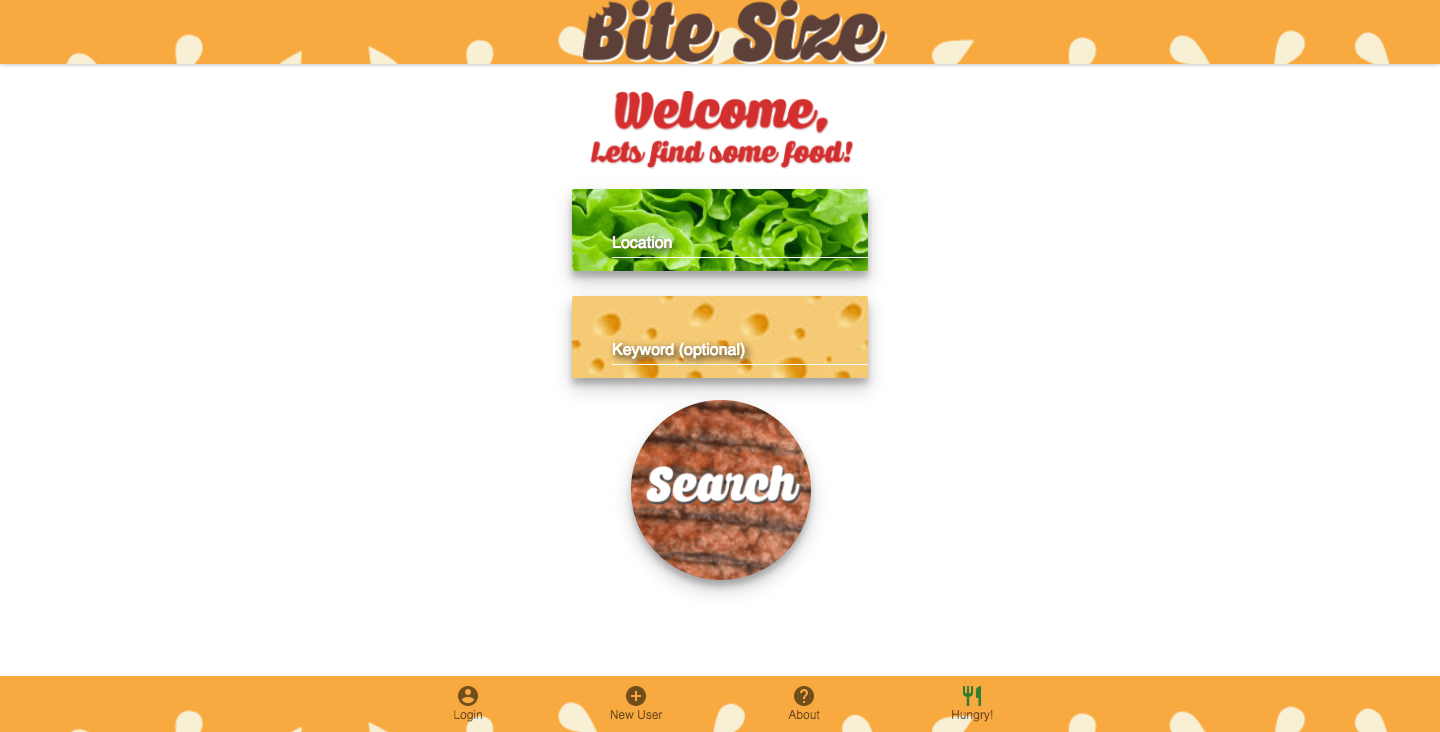 Bite Size
Welcome,
Lets find some food!
Location
Keyword (optional)
Search
Login
New User
About
Hungry!